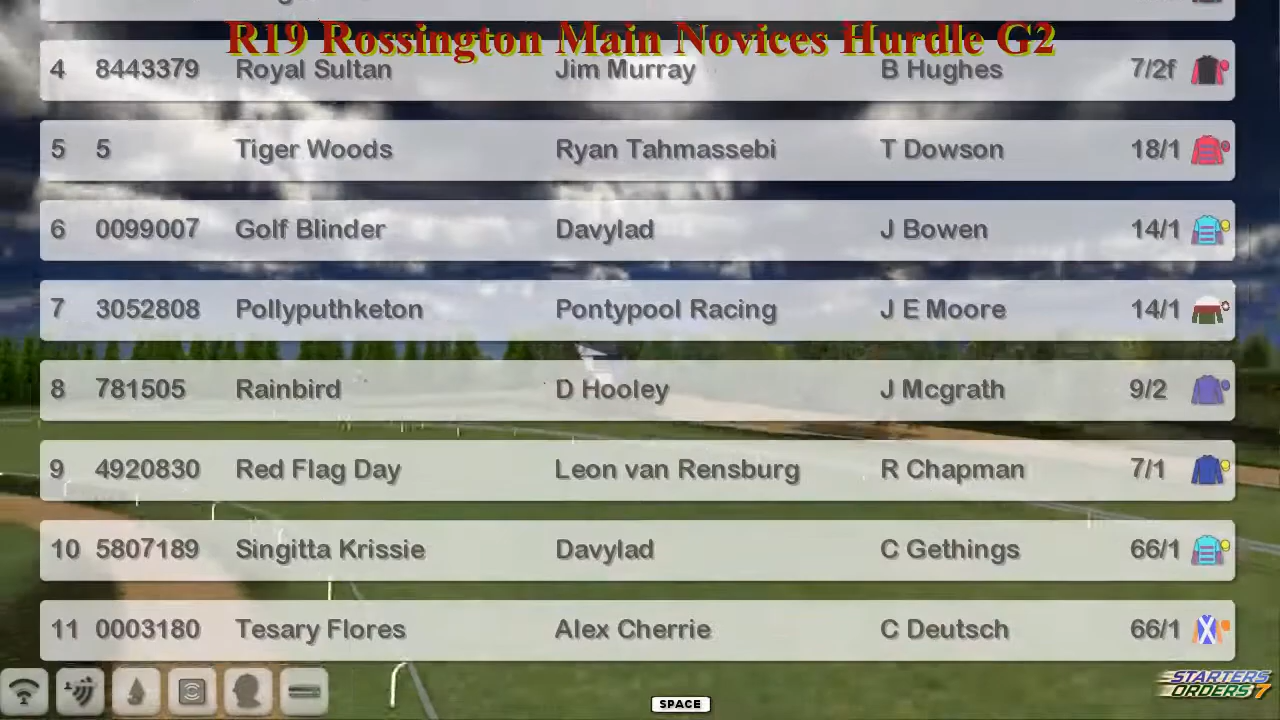 R19 Rossington Main Novices Hurdle G2
4 8443379 Royal Sultan Jim Murray B Hughes 7/2f
5 5 Tiger Woods Ryan Tahmassebi T Dowson 18/1
6 0099007 Golf Blinder Davylad J Bowen 14/1
7 3052808 Pollyputhketon Pontypool Racing J E Moore 14/1
8 781505 Rainbird D Hooley J Mcgrath 9/2
9 4920830 Red Flag Day Leon van Rensburg R Chapman 7/1
10 5807189 Singitta Krissie Davylad C Gethings 66/1
11 0003180 Tesary Flores Alex Cherrie C Deutsch 66/1
SPACE
STARTERS
ORDERS 7